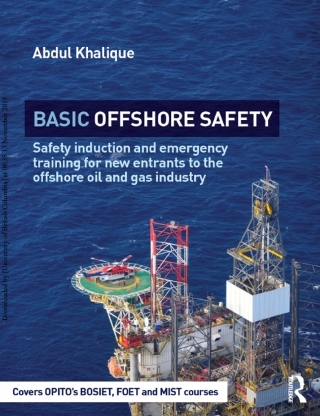 Abdul Khalique
BASIC OFFSHORE SAFETY
Safety induction and emergency
training for new entrants to the
offshore oil and gas industry
Covers OPITO's BOSIET, FOET and MIST courses
ROUTLEDGE